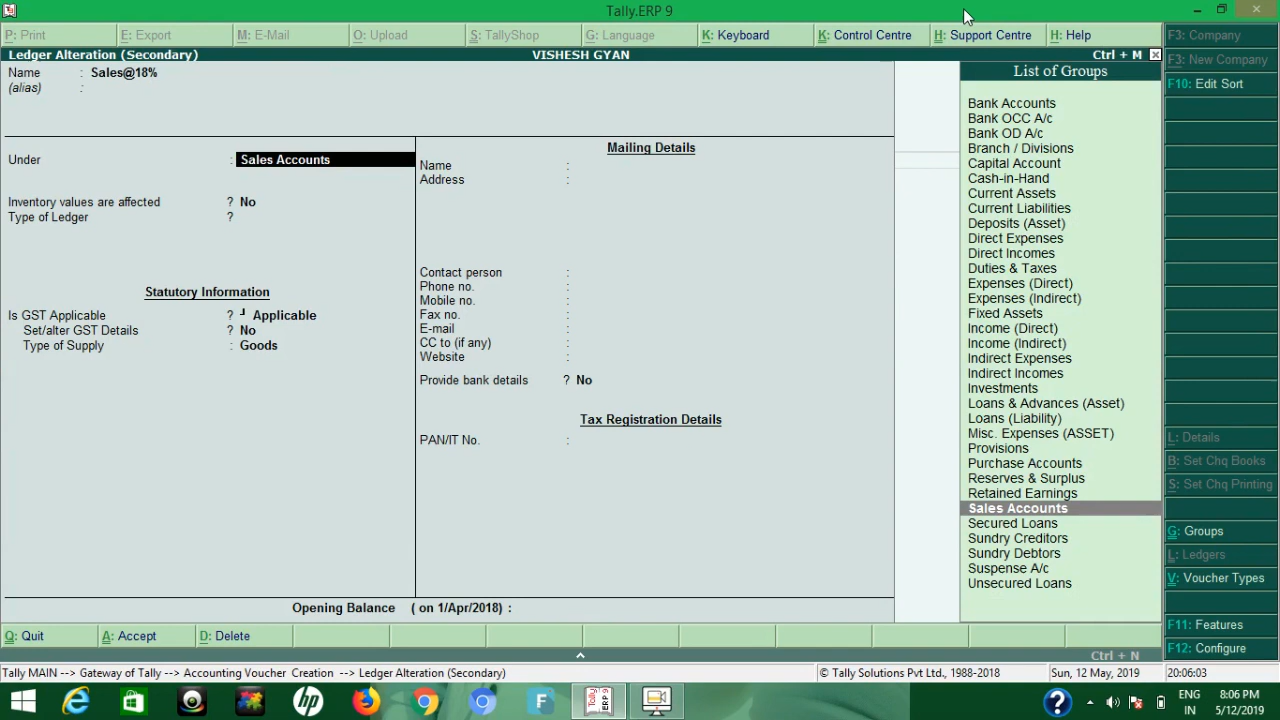 Tally.ERP 9
P: Print
E: Export
M: E-Mail
O: Upload
S: TallyShop
G: Language
K: Keyboard
K: Control Centre
H: Support Centre
H: Help
F3: Company
Ledger Alteration (Secondary)
VISHESH GYAN
Ctrl + M
F3: New Company
Name : Sales@18%
(alias) :
List of Groups
F10: Edit Sort
Under : Sales Accounts
Inventory values are affected ? No
Type of Ledger ?
Statutory Information
Is GST Applicable ? ┘ Applicable
Set/alter GST Details ? No
Type of Supply : Goods
Mailing Details
Name :
Address :
Contact person :
Phone no. :
Mobile no. :
Fax no. :
E-mail :
CC to (if any) :
Website :
Provide bank details ? No
Tax Registration Details
PAN/IT No. :
Opening Balance ( on 1/Apr/2018) :
Bank Accounts
Bank OCC A/c
Bank OD A/c
Branch / Divisions
Capital Account
Cash-in-Hand
Current Assets
Current Liabilities
Deposits (Asset)
Direct Expenses
Direct Incomes
Duties & Taxes
Expenses (Direct)
Expenses (Indirect)
Fixed Assets
Income (Direct)
Income (Indirect)
Indirect Expenses
Indirect Incomes
Investments
Loans & Advances (Asset)
Loans (Liability)
Misc. Expenses (ASSET)
Provisions
Purchase Accounts
Reserves & Surplus
Retained Earnings
Sales Accounts
Secured Loans
Sundry Creditors
Sundry Debtors
Suspense A/c
Unsecured Loans
L: Details
B: Set Chq Books
S: Set Chq Printing
G: Groups
L: Ledgers
V: Voucher Types
F11: Features
F12: Configure
Q: Quit
A: Accept
D: Delete
Ctrl + N
Tally MAIN --> Gateway of Tally --> Accounting Voucher Creation --> Ledger Alteration (Secondary)
© Tally Solutions Pvt Ltd., 1988-2018
Sun, 12 May, 2019
20:06:03
hp
F
Tally ERP 9
?
ENG
IN
8:06 PM
5/12/2019